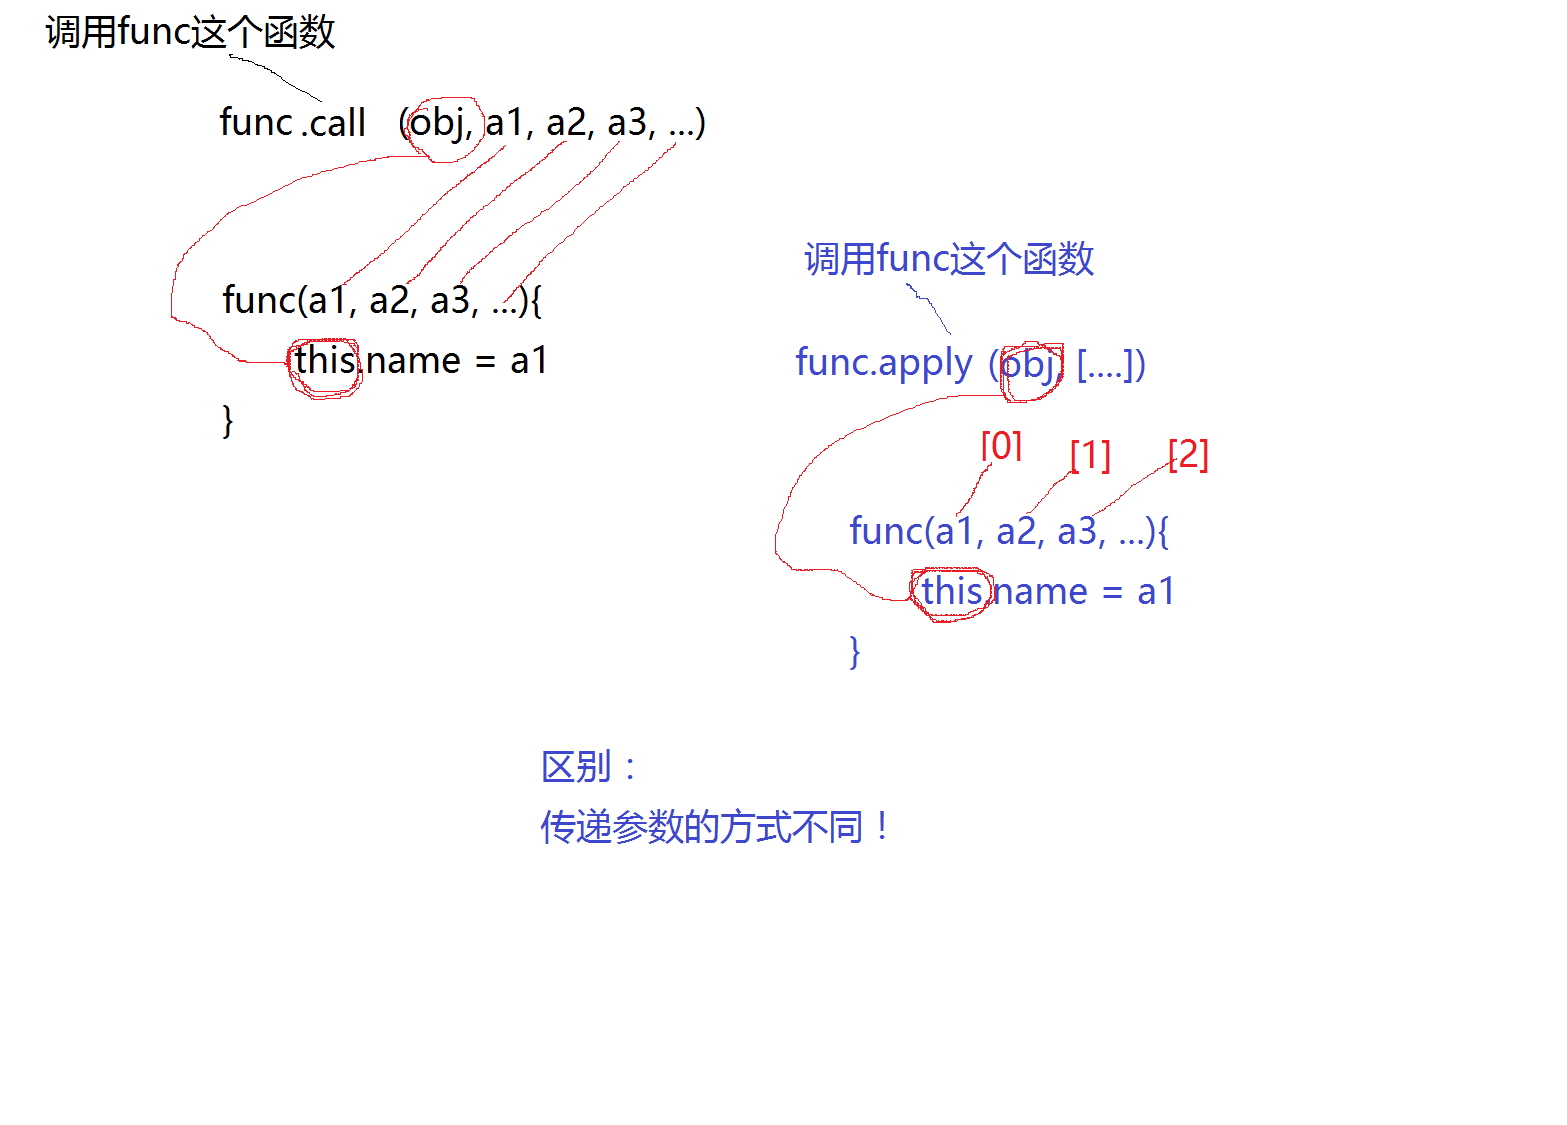 调用func这个函数
func.call (obj, a1, a2, a3, ...)
func(a1, a2, a3, ...){
this.name = a1
}
调用func这个函数
func.apply (obj, [....])
[0] [1] [2]
func(a1, a2, a3, ...){
this.name = a1
}
区别：
传递参数的方式不同！